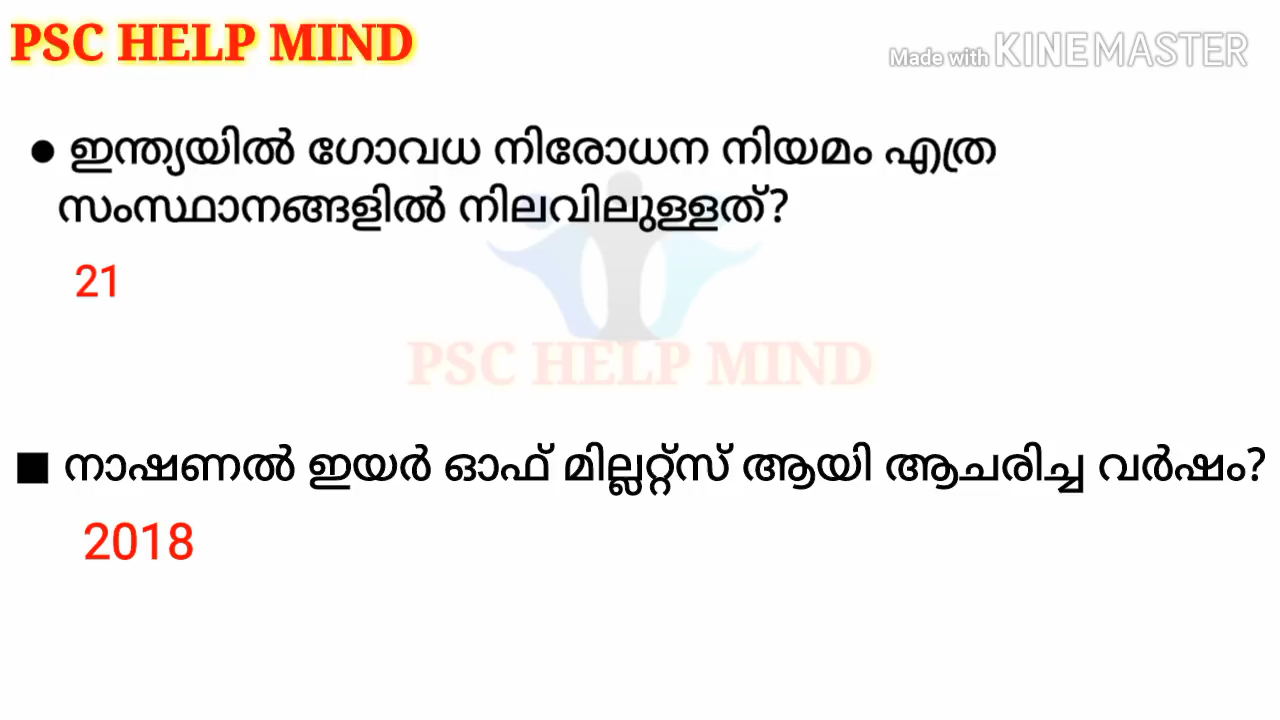 PSC HELP MIND
Made with KINEMASTER
● ഇന്ത്യയിൽ ഗോവധ നിരോധന നിയമം എത്ര
സംസ്ഥാനങ്ങളിൽ നിലവിലുള്ളത്?
21
PSC HELP MIND
■ നാഷണൽ ഇയർ ഓഫ് മില്ലറ്റ്സ് ആയി ആചരിച്ച വർഷം?
2018